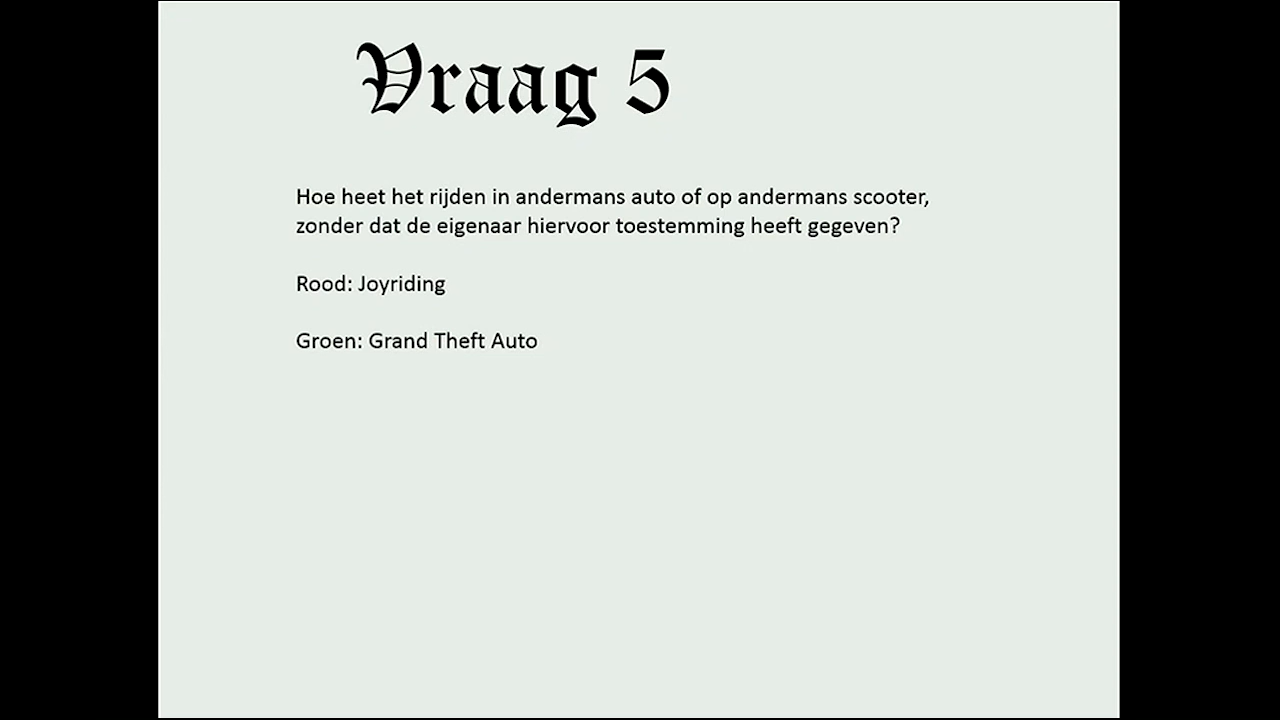 Vraag 5
Hoe heet het rijden in andermans auto of op andermans scooter,
zonder dat de eigenaar hiervoor toestemming heeft gegeven?
Rood: Joyriding
Groen: Grand Theft Auto